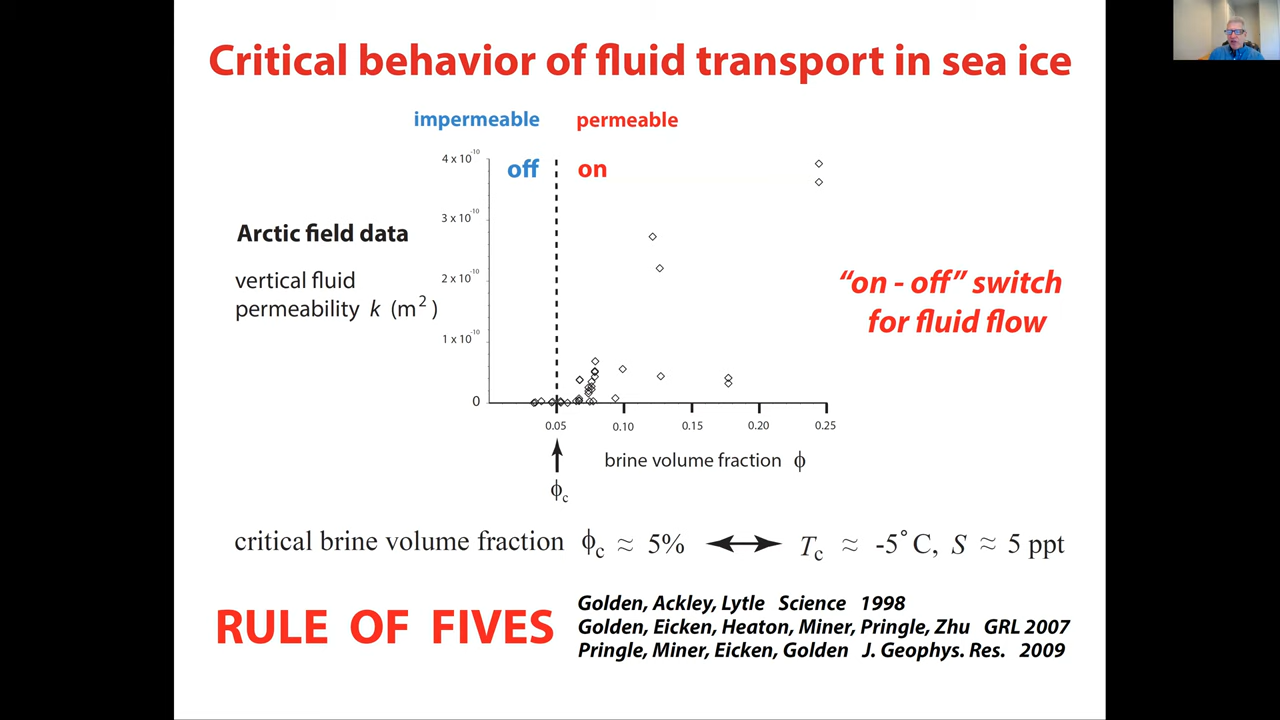 Critical behavior of fluid transport in sea ice
impermeable permeable
off on
4 x 10⁻¹⁰
3 x 10⁻¹⁰
2 x 10⁻¹⁰
1 x 10⁻¹⁰
0
Arctic field data
vertical fluid
permeability k (m²)
"on - off" switch
for fluid flow
0.05 0.10 0.15 0.20 0.25
brine volume fraction ϕ
ϕc
critical brine volume fraction ϕc ≈ 5% ↔ Tc ≈ -5° C, S ≈ 5 ppt
RULE OF FIVES
Golden, Ackley, Lytle Science 1998
Golden, Eicken, Heaton, Miner, Pringle, Zhu GRL 2007
Pringle, Miner, Eicken, Golden J. Geophys. Res. 2009